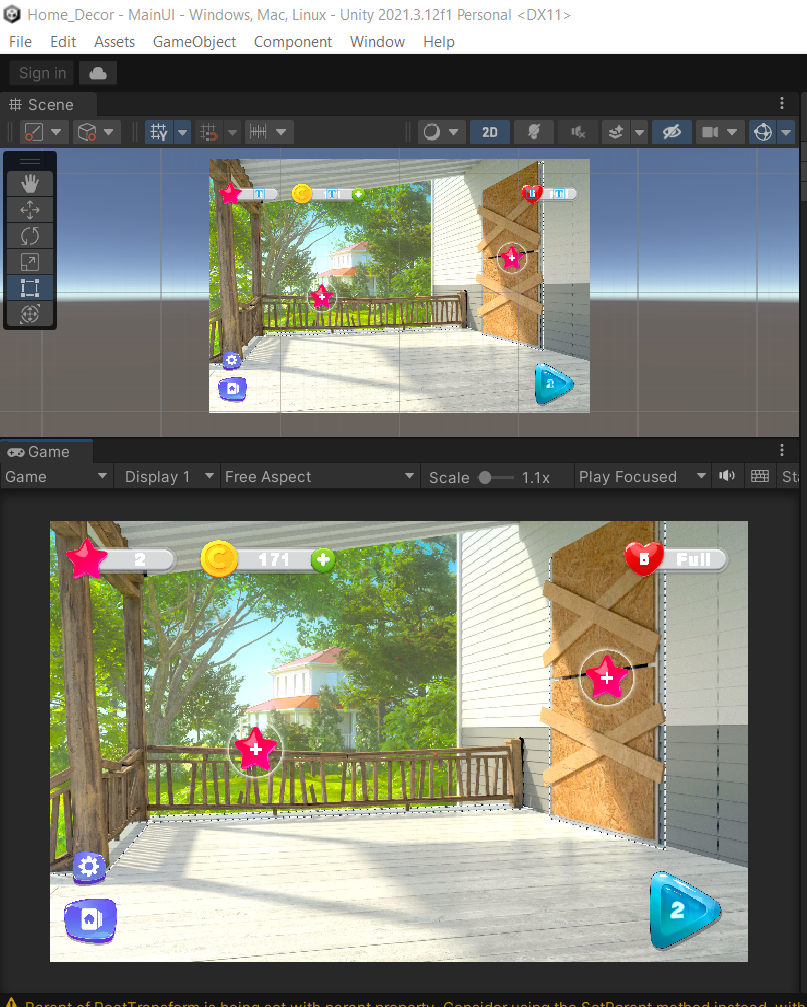 Home_Decor - MainUI - Windows, Mac, Linux - Unity 2021.3.12f1 Personal <DX11>
File Edit Assets GameObject Component Window Help
Sign in
Scene
2D
T T T
2
Game
Game Display 1 Free Aspect Scale 1.1x Play Focused
2 171 Full
2
Parent of RectTransform is being set with parent property. Consider using the SetParent method instead, with